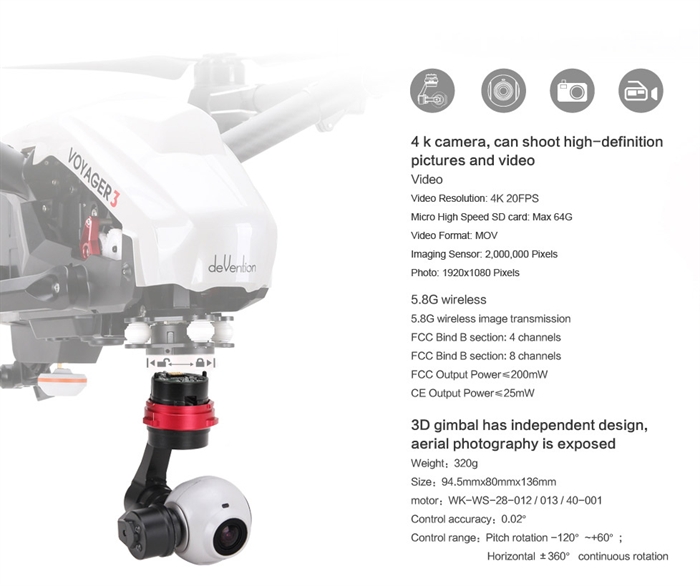 VOYAGER 3
deVention
4 k camera, can shoot high-definition
pictures and video
Video
Video Resolution: 4K 20FPS
Micro High Speed SD card: Max 64G
Video Format: MOV
Imaging Sensor: 2,000,000 Pixels
Photo: 1920x1080 Pixels
5.8G wireless
5.8G wireless image transmission
FCC Bind B section: 4 channels
FCC Bind B section: 8 channels
FCC Output Power≤200mW
CE Output Power≤25mW
3D gimbal has independent design,
aerial photography is exposed
Weight: 320g
Size: 94.5mmx80mmx136mm
motor: WK-WS-28-012 / 013 / 40-001
Control accuracy: 0.02°
Control range: Pitch rotation -120° ~+60° ;
Horizontal ±360° continuous rotation